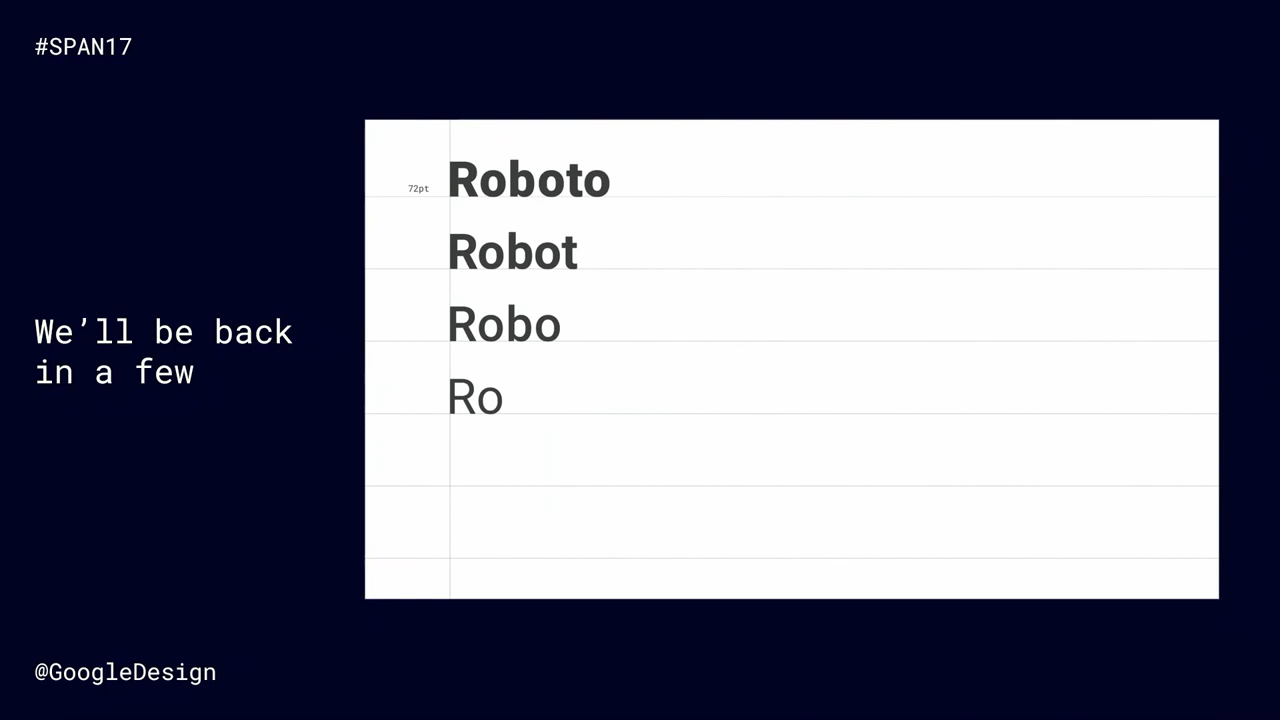 #SPAN17
We’ll be back
in a few
72pt
Roboto
Robot
Robo
Ro
@GoogleDesign